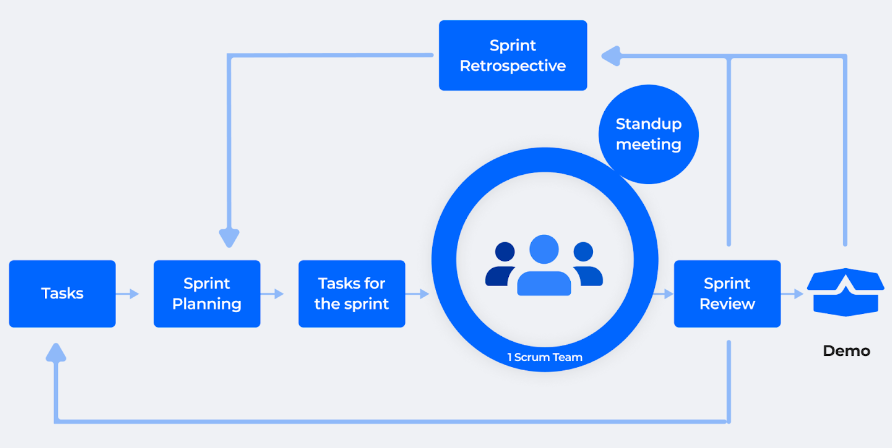 Sprint
Retrospective
Standup
meeting
Tasks
Sprint
Planning
Tasks for
the sprint
1 Scrum Team
Sprint
Review
Demo